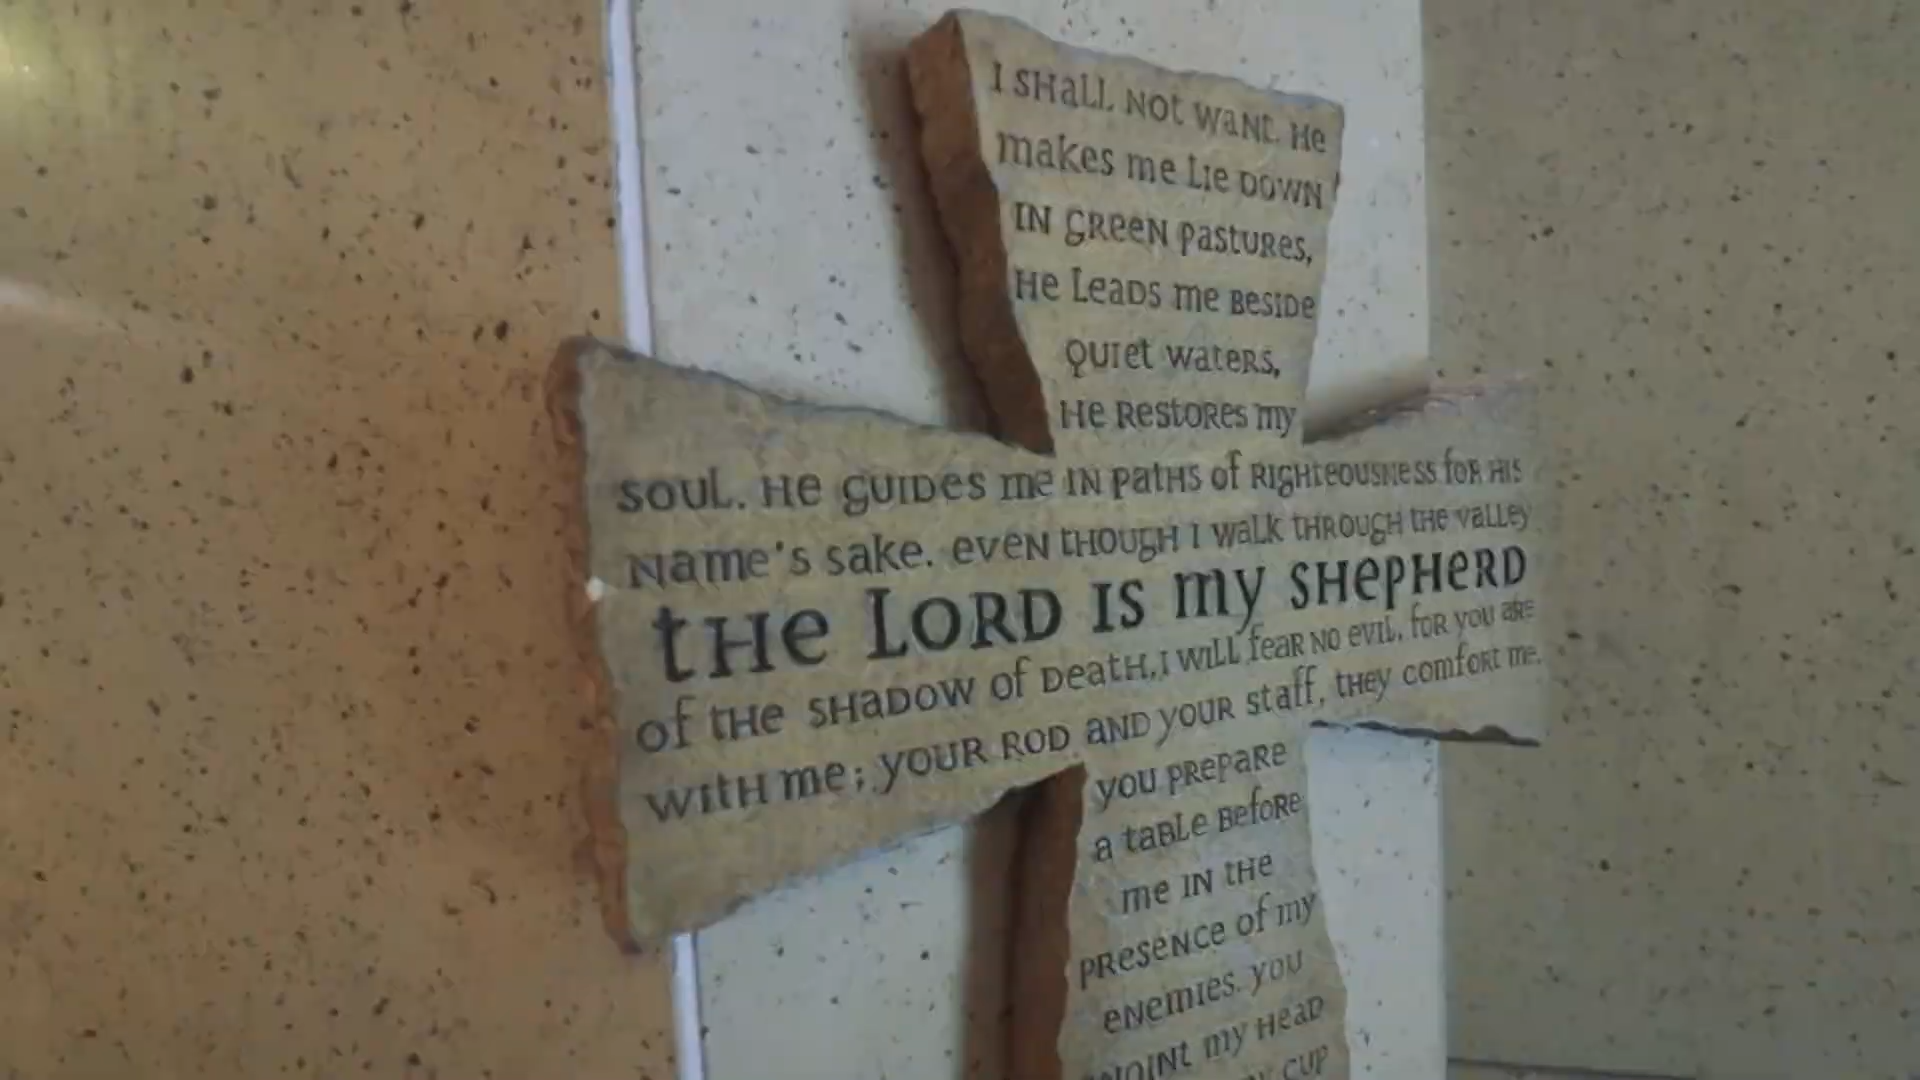 I SHALL NOT WANT. He
makes me Lie DOWN
IN GREEN PASTURES,
He LeaDS me BESIDE
QUIet WATERS,
He RESTORES my
SOUL. He GUIDes me IN PATHS of RIGHTEOUSNESS foR HIS
Name's sake. even tHOUGH I walk tHROUGH tHe valley
tHe LORD IS my SHepHeRD
of tHe SHaDOW of DeatH, I WILL feaR NO eVIL, foR you aRe
WItH me; yOUR ROD AND yOUR staff, tHey comfoRt me.
you pRepaRe
a taBLe BefoRe
me IN tHe
pResence of my
enemies. you
my HeaD
CUP